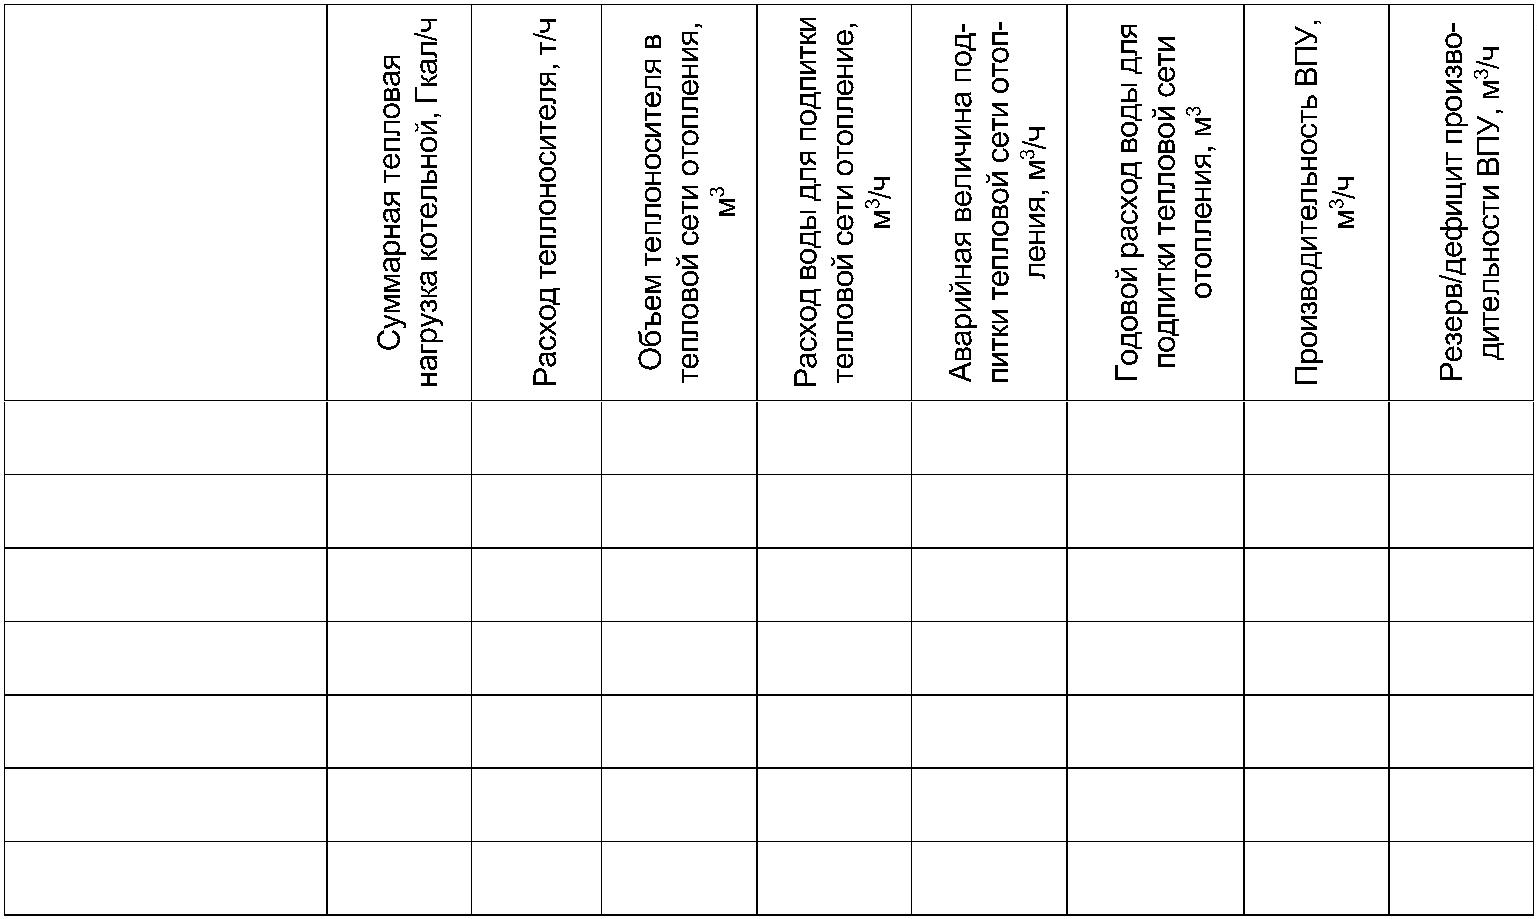 Суммарная тепловая
нагрузка котельной, Гкал/ч
Расход теплоносителя, т/ч
Объем теплоносителя в
тепловой сети отопления,
м³
Расход воды для подпитки
тепловой сети отопление,
м³/ч
Аварийная величина под-
питки тепловой сети отоп-
ления, м³/ч
Годовой расход воды для
подпитки тепловой сети
отопления, м³
Производительность ВПУ,
м³/ч
Резерв/дефицит произво-
дительности ВПУ, м³/ч